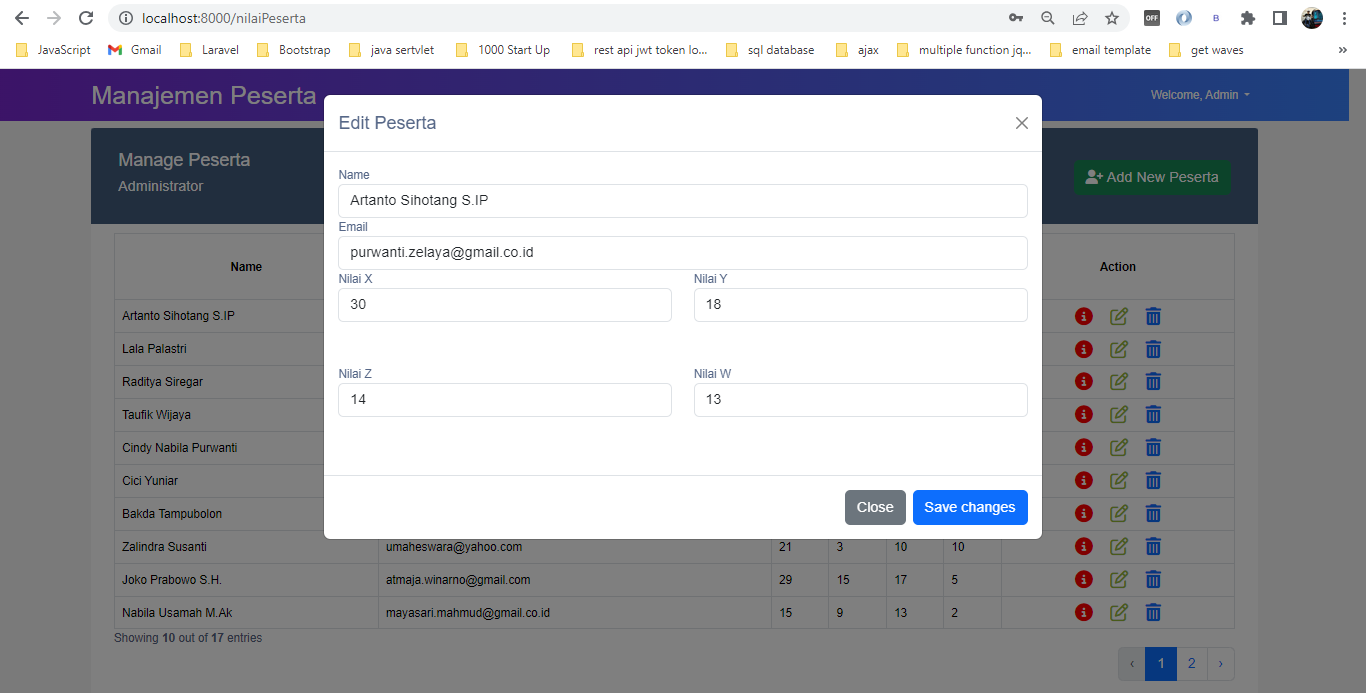 localhost:8000/nilaiPeserta
OFF
B
JavaScript Gmail Laravel Bootstrap java sertvlet 1000 Start Up rest api jwt token lo... sql database ajax multiple function jq... email template get waves »
Manajemen Peserta Welcome, Admin
Edit Peserta
Manage Peserta
Administrator
Add New Peserta
Name
Artanto Sihotang S.IP
Email
purwanti.zelaya@gmail.co.id
Nilai X Nilai Y
30 18
Nilai Z Nilai W
14 13
Close Save changes
Name Action
Artanto Sihotang S.IP
Lala Palastri
Raditya Siregar
Taufik Wijaya
Cindy Nabila Purwanti
Cici Yuniar
Bakda Tampubolon
Zalindra Susanti umaheswara@yahoo.com 21 3 10 10
Joko Prabowo S.H. atmaja.winarno@gmail.com 29 15 17 5
Nabila Usamah M.Ak mayasari.mahmud@gmail.co.id 15 9 13 2
Showing 10 out of 17 entries
‹ 1 2 ›